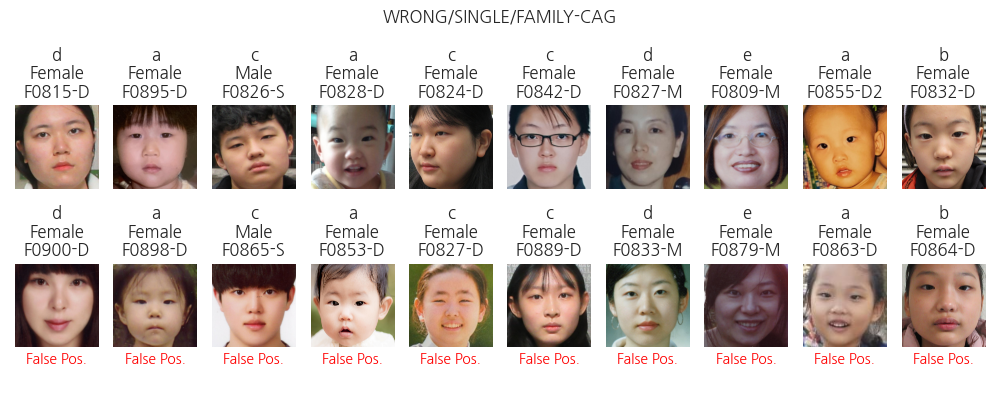 WRONG/SINGLE/FAMILY-CAG
d a c a c c d e a b
Female Female Male Female Female Female Female Female Female Female
F0815-D F0895-D F0826-S F0828-D F0824-D F0842-D F0827-M F0809-M F0855-D2 F0832-D
d a c a c c d e a b
Female Female Male Female Female Female Female Female Female Female
F0900-D F0898-D F0865-S F0853-D F0827-D F0889-D F0833-M F0879-M F0863-D F0864-D
False Pos. False Pos. False Pos. False Pos. False Pos. False Pos. False Pos. False Pos. False Pos. False Pos.